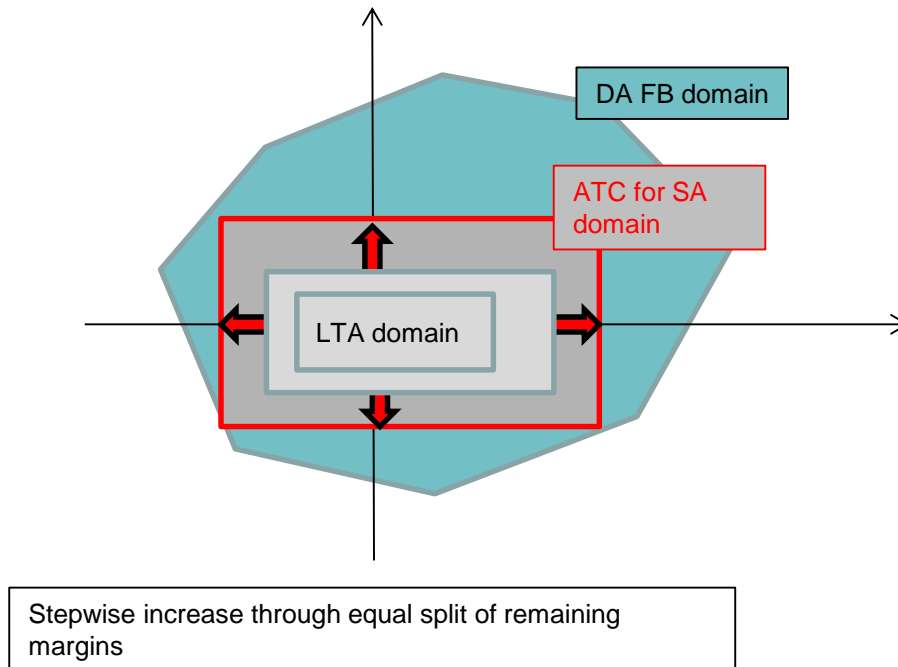 DA FB domain
ATC for SA
domain
LTA domain
Stepwise increase through equal split of remaining
margins